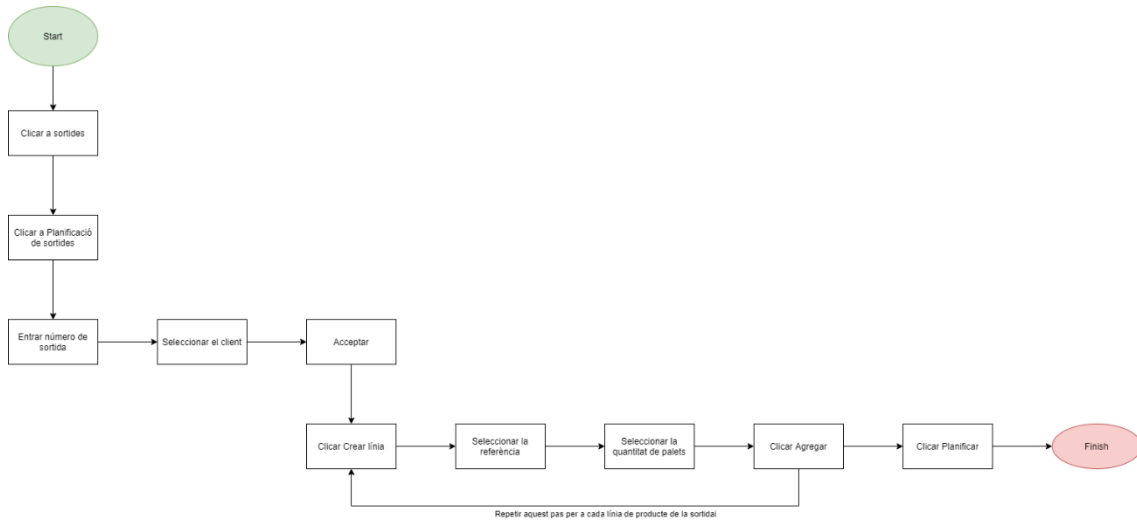 Start
Clicar a sortides
Clicar a Planificació
de sortides
Entrar número de
sortida
Seleccionar el client
Acceptar
Clicar Crear línia
Seleccionar la
referència
Seleccionar la
quantitat de palets
Clicar Agregar
Clicar Planificar
Finish
Repetir aquest pas per a cada línia de producte de la sortidai